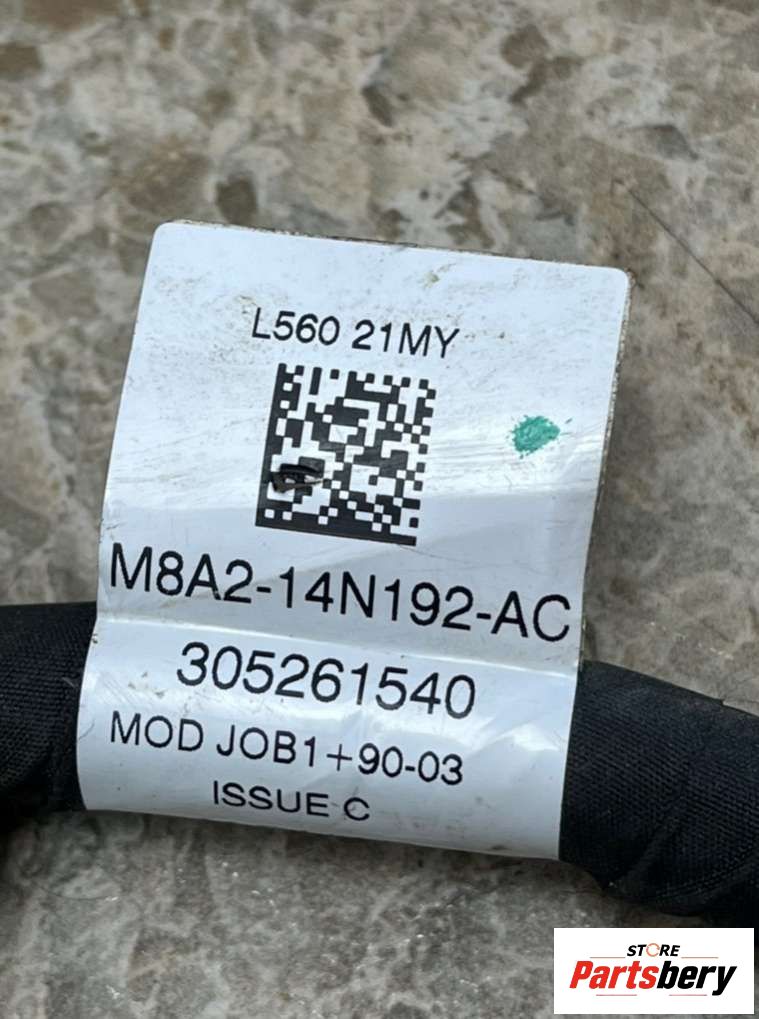 L560 21MY
M8A2-14N192-AC
305261540
MOD JOB1+90-03
ISSUE C
STORE
Partsbery